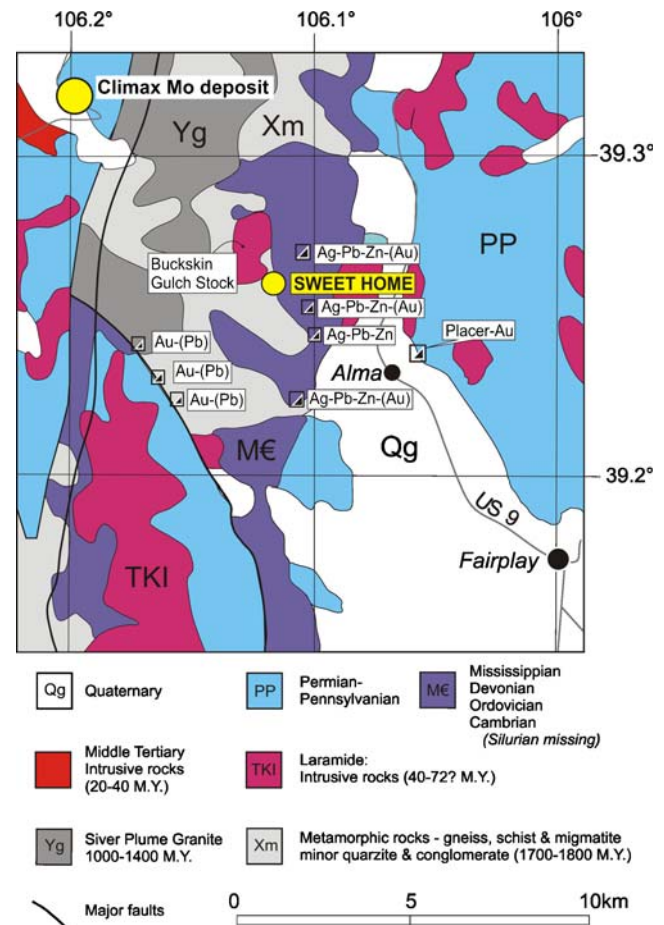 106.2° 106.1° 106°
Climax Mo deposit
Yg
Xm
39.3°
PP
Ag-Pb-Zn-(Au)
Buckskin
Gulch Stock
SWEET HOME
Ag-Pb-Zn-(Au)
Au-(Pb)
Ag-Pb-Zn
Placer-Au
Au-(Pb)
Alma
Au-(Pb)
Ag-Pb-Zn-(Au)
M€
Qg
39.2°
US 9
Fairplay
TKI
Qg
Quaternary
PP
Permian-
Pennsylvanian
M€
Mississippian
Devonian
Ordovician
Cambrian
(Silurian missing)
Middle Tertiary
Intrusive rocks
(20-40 M.Y.)
TKI
Laramide:
Intrusive rocks (40-72? M.Y.)
Yg
Siver Plume Granite
1000-1400 M.Y.
Xm
Metamorphic rocks - gneiss, schist & migmatite
minor quarzite & conglomerate (1700-1800 M.Y.)
Major faults
0 5 10km